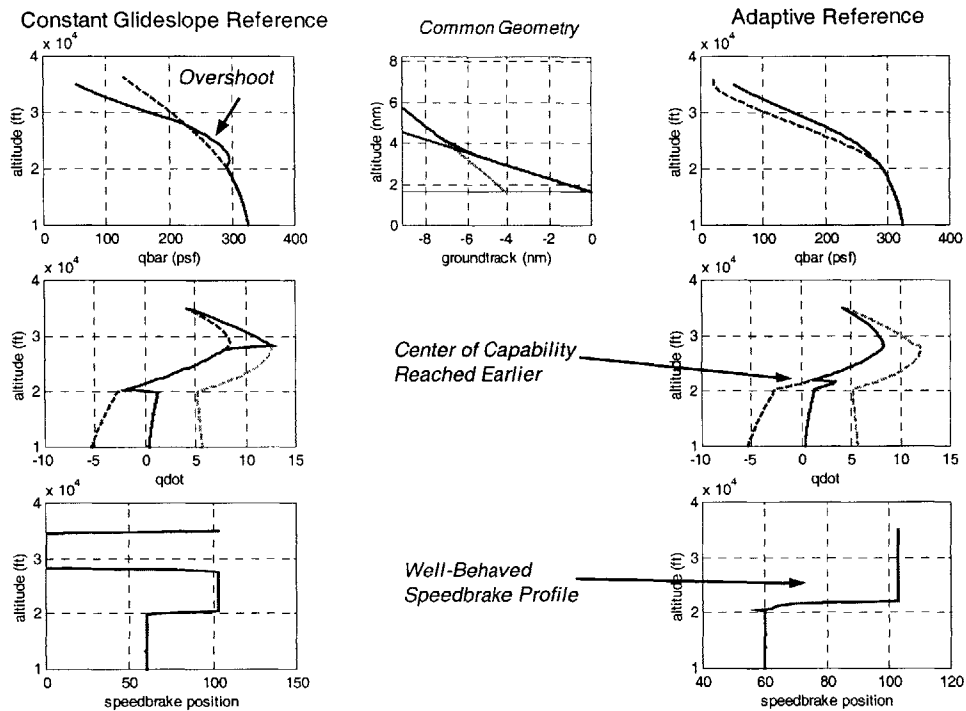 Constant Glideslope Reference
Common Geometry
Adaptive Reference
x 10^4
4
3
2
1
altitude (ft)
Overshoot
0 100 200 300 400
qbar (psf)
8
6
4
2
0
altitude (nm)
-8 -6 -4 -2 0
groundtrack (nm)
x 10^4
4
3
2
1
altitude (ft)
0 100 200 300 400
qbar (psf)
x 10^4
4
3
2
1
altitude (ft)
-10 -5 0 5 10 15
qdot
Center of Capability
Reached Earlier
x 10^4
4
3
2
1
altitude (ft)
-10 -5 0 5 10 15
qdot
x 10^4
4
3
2
1
altitude (ft)
0 50 100 150
speedbrake position
Well-Behaved
Speedbrake Profile
x 10^4
4
3
2
1
altitude (ft)
40 60 80 100 120
speedbrake position